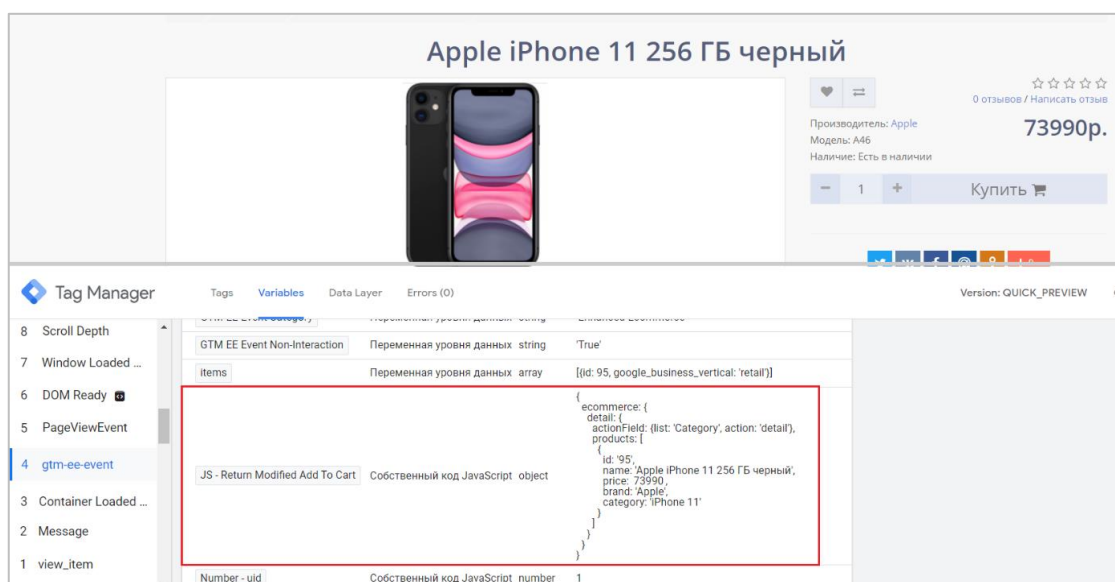 Apple iPhone 11 256 ГБ черный
0 отзывов / Написать отзыв
Производитель: Apple
73990р.
Модель: A46
Наличие: Есть в наличии
− 1 + Купить
Tag Manager
Tags Variables Data Layer Errors (0)
Version: QUICK_PREVIEW
8 Scroll Depth
7 Window Loaded ...
6 DOM Ready
5 PageViewEvent
4 gtm-ee-event
3 Container Loaded ...
2 Message
1 view_item
GTM EE Event Non-Interaction Переменная уровня данных string 'True'
items Переменная уровня данных array [{id: 95, google_business_vertical: 'retail'}]
JS - Return Modified Add To Cart Собственный код JavaScript object
{
ecommerce: {
detail: {
actionField: {list: 'Category', action: 'detail'},
products: [
{
id: '95',
name: 'Apple iPhone 11 256 ГБ черный',
price: 73990,
brand: 'Apple',
category: 'iPhone 11'
}
]
}
}
}
Number - uid Собственный код JavaScript number 1